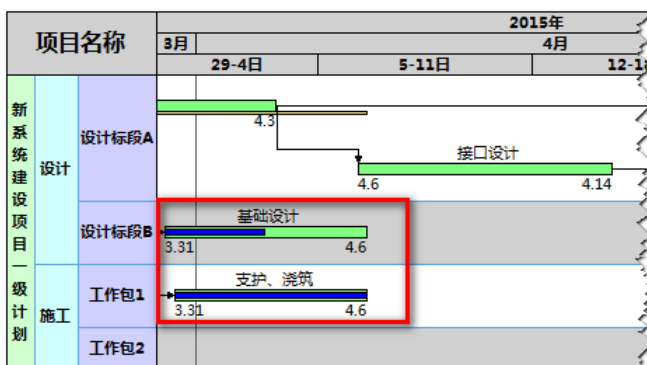 项目名称
2015年
3月
4月
29-4日
5-11日
12-1
新系统建设项目一级计划
设计
设计标段A
4.3
接口设计
4.6
4.14
设计标段B
基础设计
3.31
4.6
施工
工作包1
支护、浇筑
3.31
4.6
工作包2